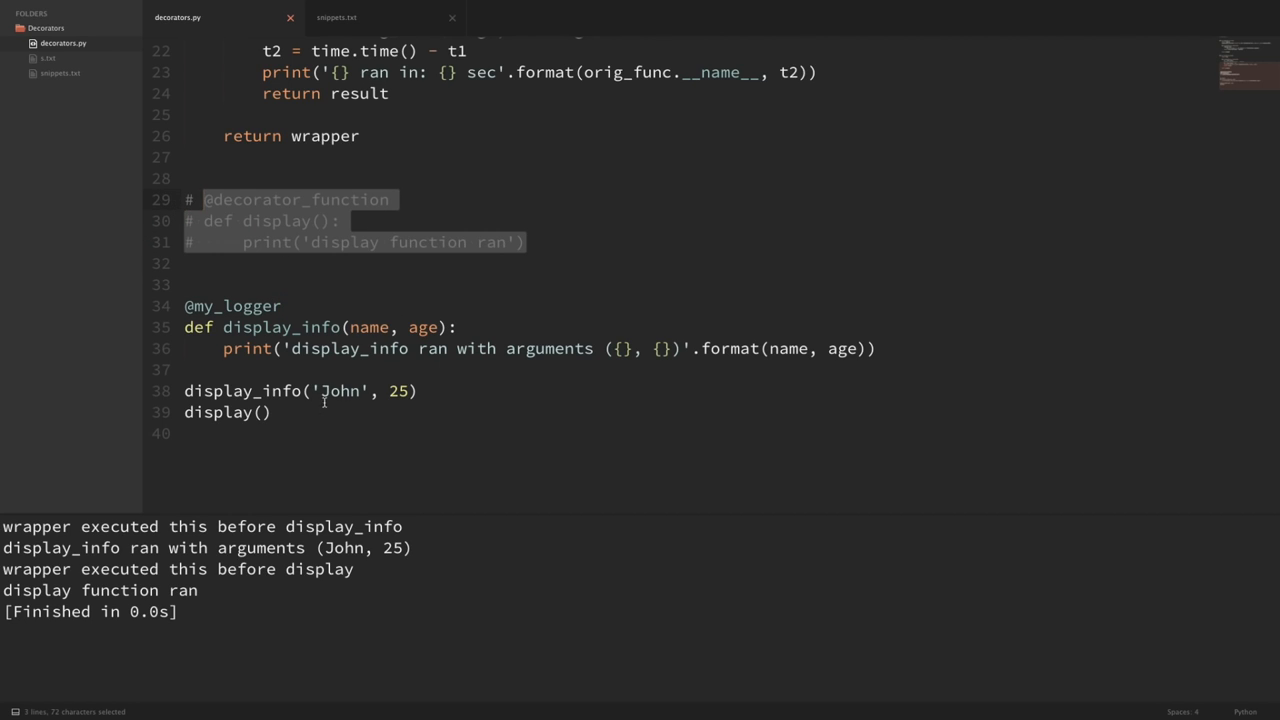 FOLDERS
Decorators
decorators.py
s.txt
snippets.txt
decorators.py
snippets.txt
22 t2 = time.time() - t1
23 print('{} ran in: {} sec'.format(orig_func.__name__, t2))
24 return result
25
26 return wrapper
27
28
29 # @decorator_function
30 # def display():
31 #     print('display function ran')
32
33
34 @my_logger
35 def display_info(name, age):
36 print('display_info ran with arguments ({}, {})'.format(name, age))
37
38 display_info('John', 25)
39 display()
40
wrapper executed this before display_info
display_info ran with arguments (John, 25)
wrapper executed this before display
display function ran
[Finished in 0.0s]
3 lines, 72 characters selected
Spaces: 4
Python